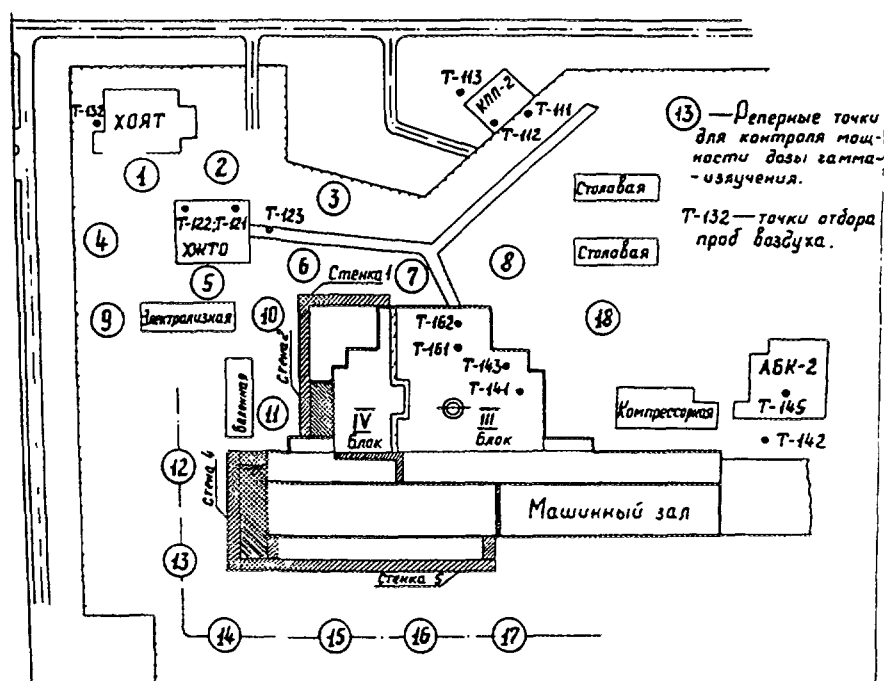 Т-113
КПП-2
Т-111
Т-112
13 — Реперные точки
для контроля мощ-
ности дозы гамма-
-излучения.
Т-132 — точки отбора
проб воздуха.
Т-132
ХОЯТ
1
2
3
Столовая
Столовая
4
Т-122; Т-121
ХЖТО
Т-123
5
6
7
8
Стенка 1
9
Электролизная
10
Стена 2
18
Т-162
Т-161
Т-143
Т-141
АБК-2
Т-145
Т-142
Компрессорная
11
IV
Блок
III
Блок
12
Стена 4
Машинный зал
13
Стенка 5
14
15
16
17